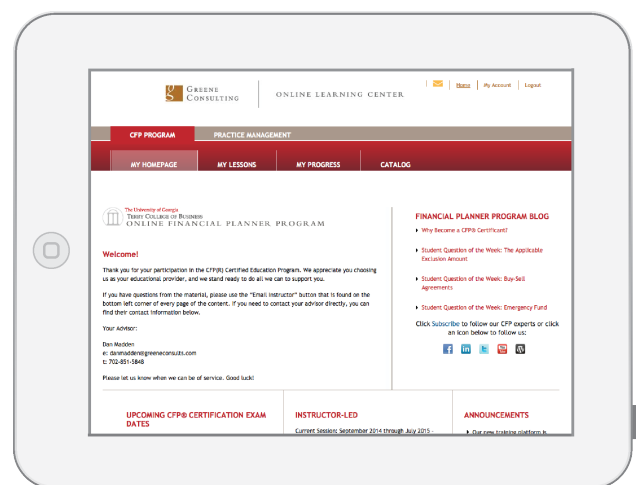 GREENE
CONSULTING
ONLINE LEARNING CENTER
Home My Account Logout
CFP PROGRAM PRACTICE MANAGEMENT
MY HOMEPAGE MY LESSONS MY PROGRESS CATALOG
The University of Georgia
TERRY COLLEGE OF BUSINESS
ONLINE FINANCIAL PLANNER PROGRAM
Welcome!
Thank you for your participation in the CFP(R) Certified Education Program. We appreciate you choosing
us as your educational provider, and we stand ready to do all we can to support you.
If you have questions from the material, please use the "Email Instructor" button that is found on the
bottom left corner of every page of the content. If you need to contact your advisor directly, you can
find their contact information below.
Your Advisor:
Dan Madden
e: danmadden@greeneconsults.com
t: 702-851-5848
Please let us know when we can be of service. Good luck!
FINANCIAL PLANNER PROGRAM BLOG
Why Become a CFP® Certificant?
Student Question of the Week: The Applicable
Exclusion Amount
Student Question of the Week: Buy-Sell
Agreements
Student Question of the Week: Emergency Fund
Click Subscribe to follow our CFP experts or click
an icon below to follow us:
UPCOMING CFP® CERTIFICATION EXAM
DATES
INSTRUCTOR-LED
Current Session: September 2014 through July 2015 -
ANNOUNCEMENTS
Our new training platform is